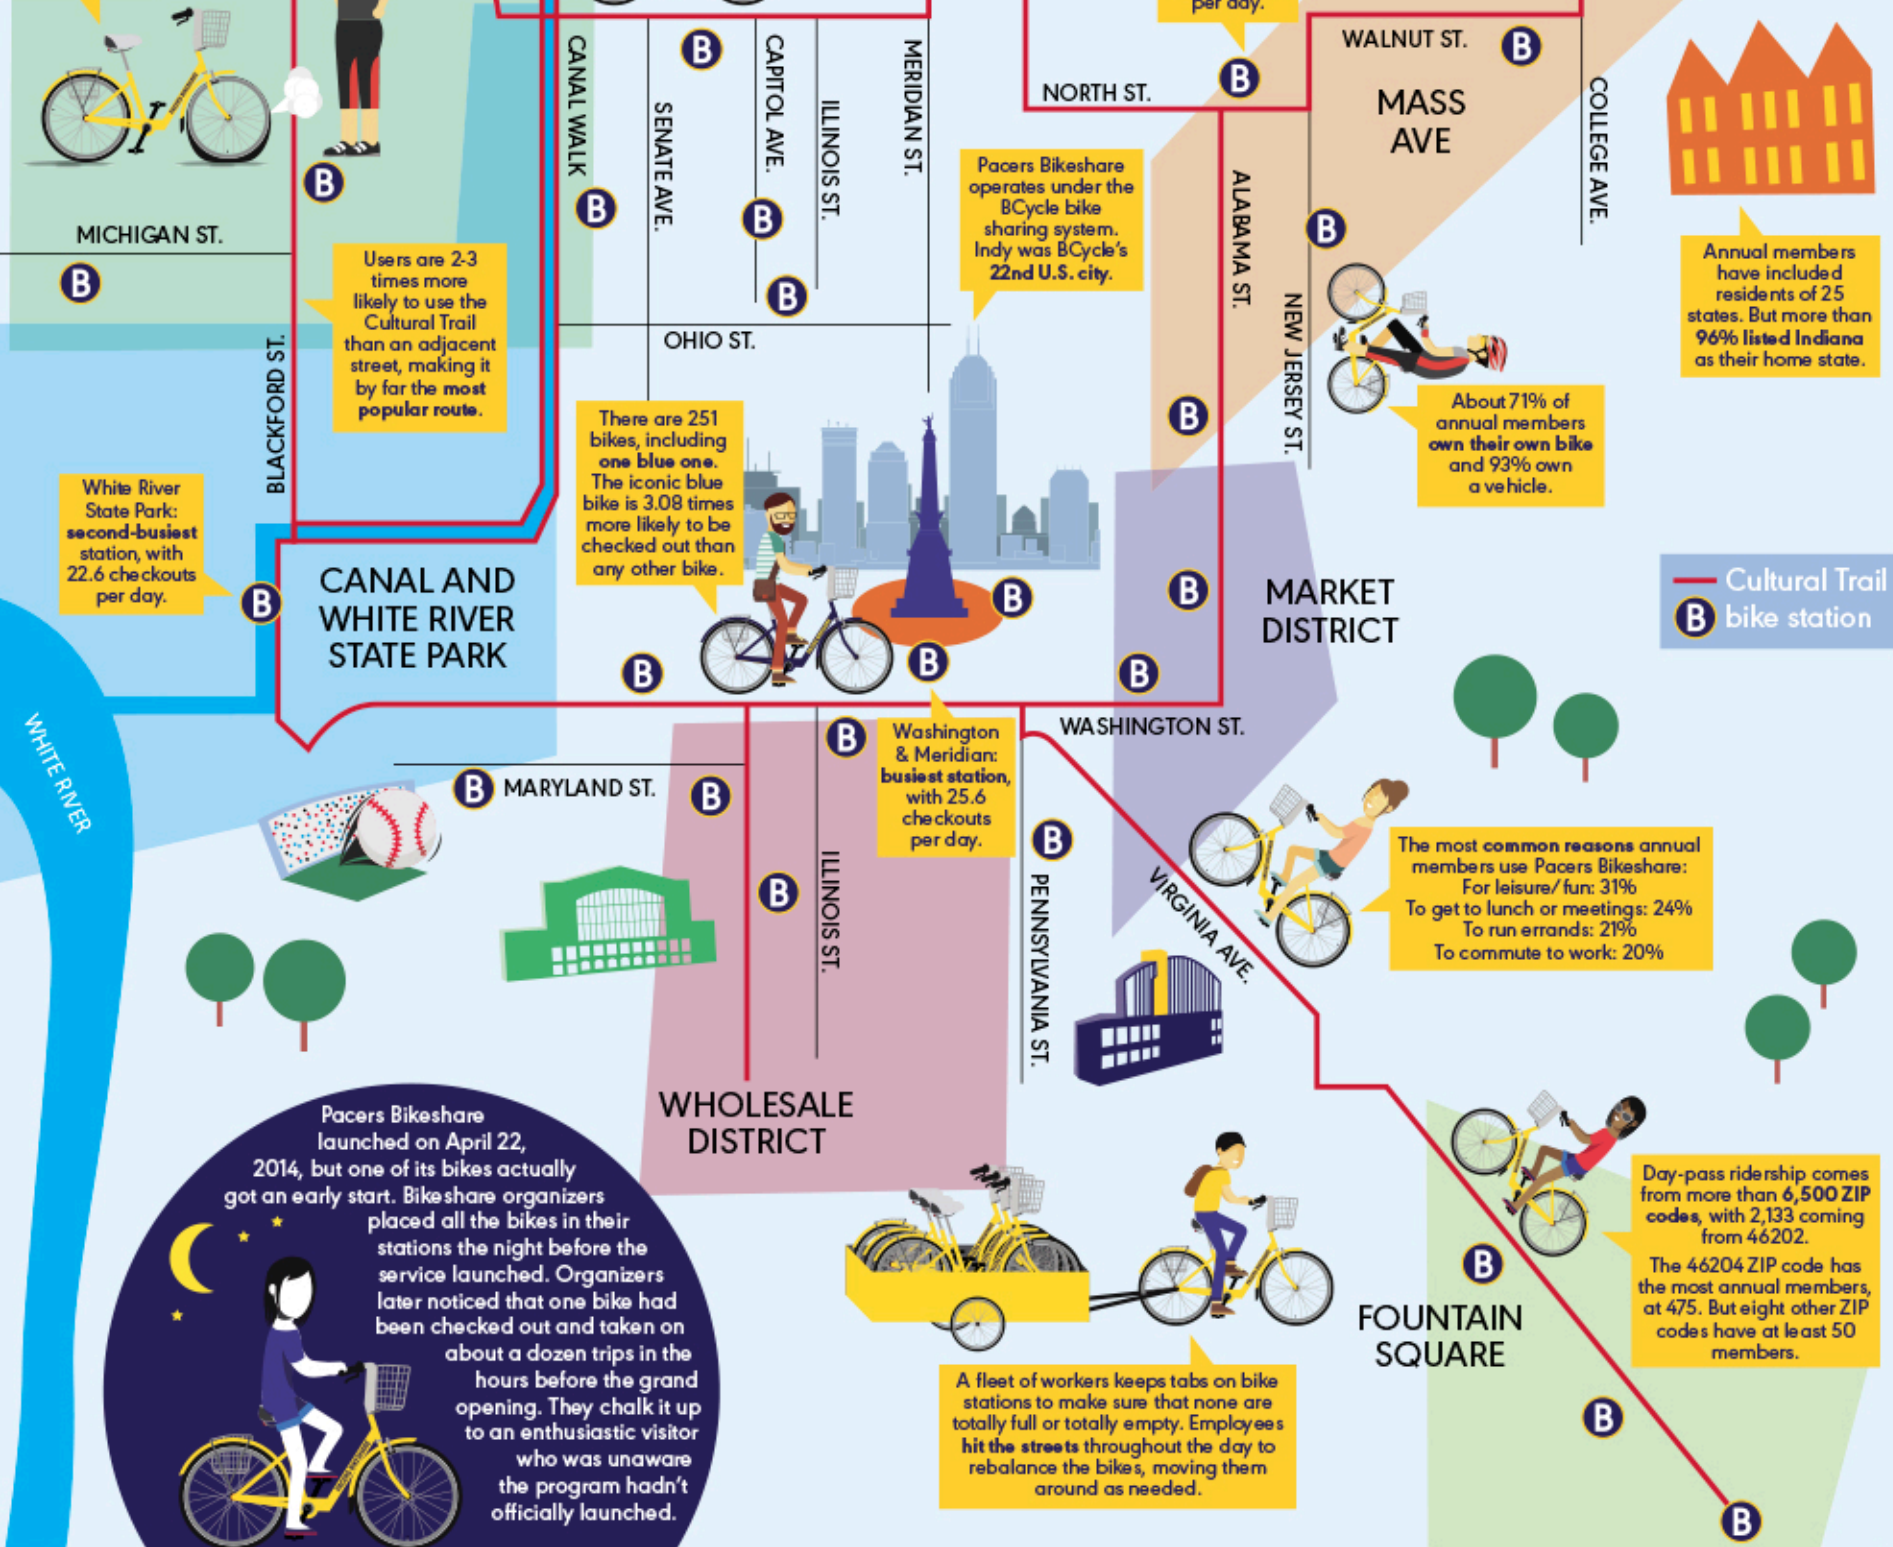 per day.
WALNUT ST.
B
B
B
NORTH ST.
MASS
AVE
CANAL WALK
SENATE AVE.
CAPITOL AVE.
ILLINOIS ST.
MERIDIAN ST.
COLLEGE AVE.
ALABAMA ST.
NEW JERSEY ST.
B
B
B
B
B
B
B
MICHIGAN ST.
OHIO ST.
BLACKFORD ST.
Pacers Bikeshare
operates under the
BCycle bike
sharing system.
Indy was BCycle's
22nd U.S. city.
Users are 2-3
times more
likely to use the
Cultural Trail
than an adjacent
street, making it
by far the most
popular route.
Annual members
have included
residents of 25
states. But more than
96% listed Indiana
as their home state.
About 71% of
annual members
own their own bike
and 93% own
a vehicle.
There are 251
bikes, including
one blue one.
The iconic blue
bike is 3.08 times
more likely to be
checked out than
any other bike.
White River
State Park:
second-busiest
station, with
22.6 checkouts
per day.
B
CANAL AND
WHITE RIVER
STATE PARK
B
B
B
B
B
MARKET
DISTRICT
Cultural Trail
B bike station
WHITE RIVER
WASHINGTON ST.
B
Washington
& Meridian:
busiest station,
with 25.6
checkouts
per day.
B
MARYLAND ST.
B
B
B
ILLINOIS ST.
PENNSYLVANIA ST.
VIRGINIA AVE.
The most common reasons annual
members use Pacers Bikeshare:
For leisure/fun: 31%
To get to lunch or meetings: 24%
To run errands: 21%
To commute to work: 20%
WHOLESALE
DISTRICT
Pacers Bikeshare
launched on April 22,
2014, but one of its bikes actually
got an early start. Bikeshare organizers
placed all the bikes in their
stations the night before the
service launched. Organizers
later noticed that one bike had
been checked out and taken on
about a dozen trips in the
hours before the grand
opening. They chalk it up
to an enthusiastic visitor
who was unaware
the program hadn't
officially launched.
Day-pass ridership comes
from more than 6,500 ZIP
codes, with 2,133 coming
from 46202.
The 46204 ZIP code has
the most annual members,
at 475. But eight other ZIP
codes have at least 50
members.
B
FOUNTAIN
SQUARE
A fleet of workers keeps tabs on bike
stations to make sure that none are
totally full or totally empty. Employees
hit the streets throughout the day to
rebalance the bikes, moving them
around as needed.
B
B